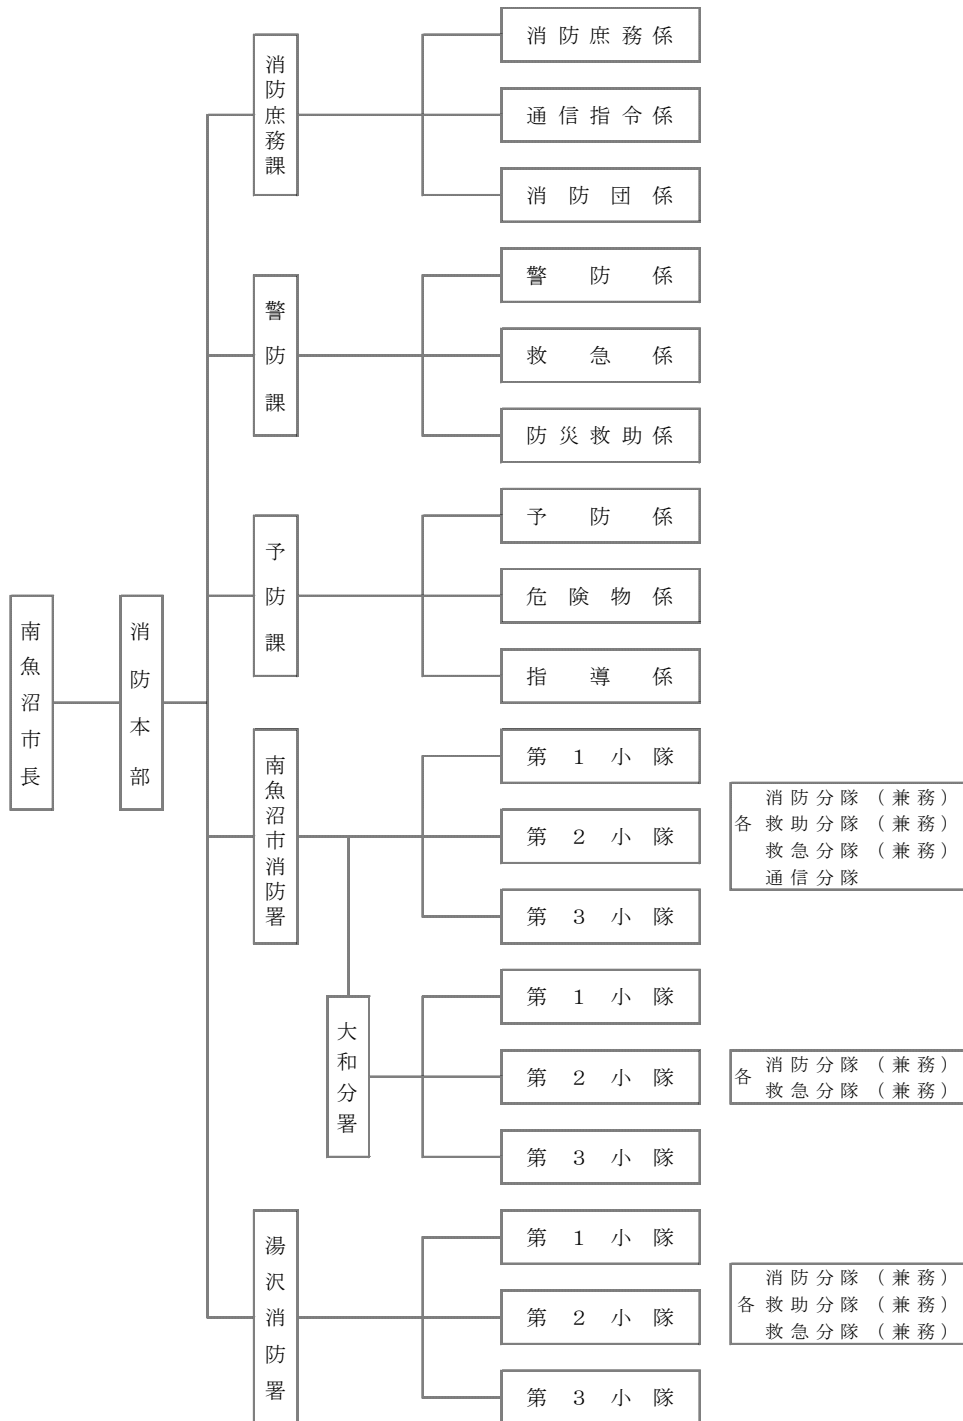 南魚沼市長
消防本部
消防庶務課
消防庶務係
通信指令係
消防団係
警防課
警防係
救急係
防災救助係
予防課
予防係
危険物係
指導係
南魚沼市消防署
第1小隊
第2小隊
第3小隊
消防分隊（兼務）
各 救助分隊（兼務）
救急分隊（兼務）
通信分隊
大和分署
第1小隊
第2小隊
第3小隊
各 消防分隊（兼務）
救急分隊（兼務）
湯沢消防署
第1小隊
第2小隊
第3小隊
消防分隊（兼務）
各 救助分隊（兼務）
救急分隊（兼務）